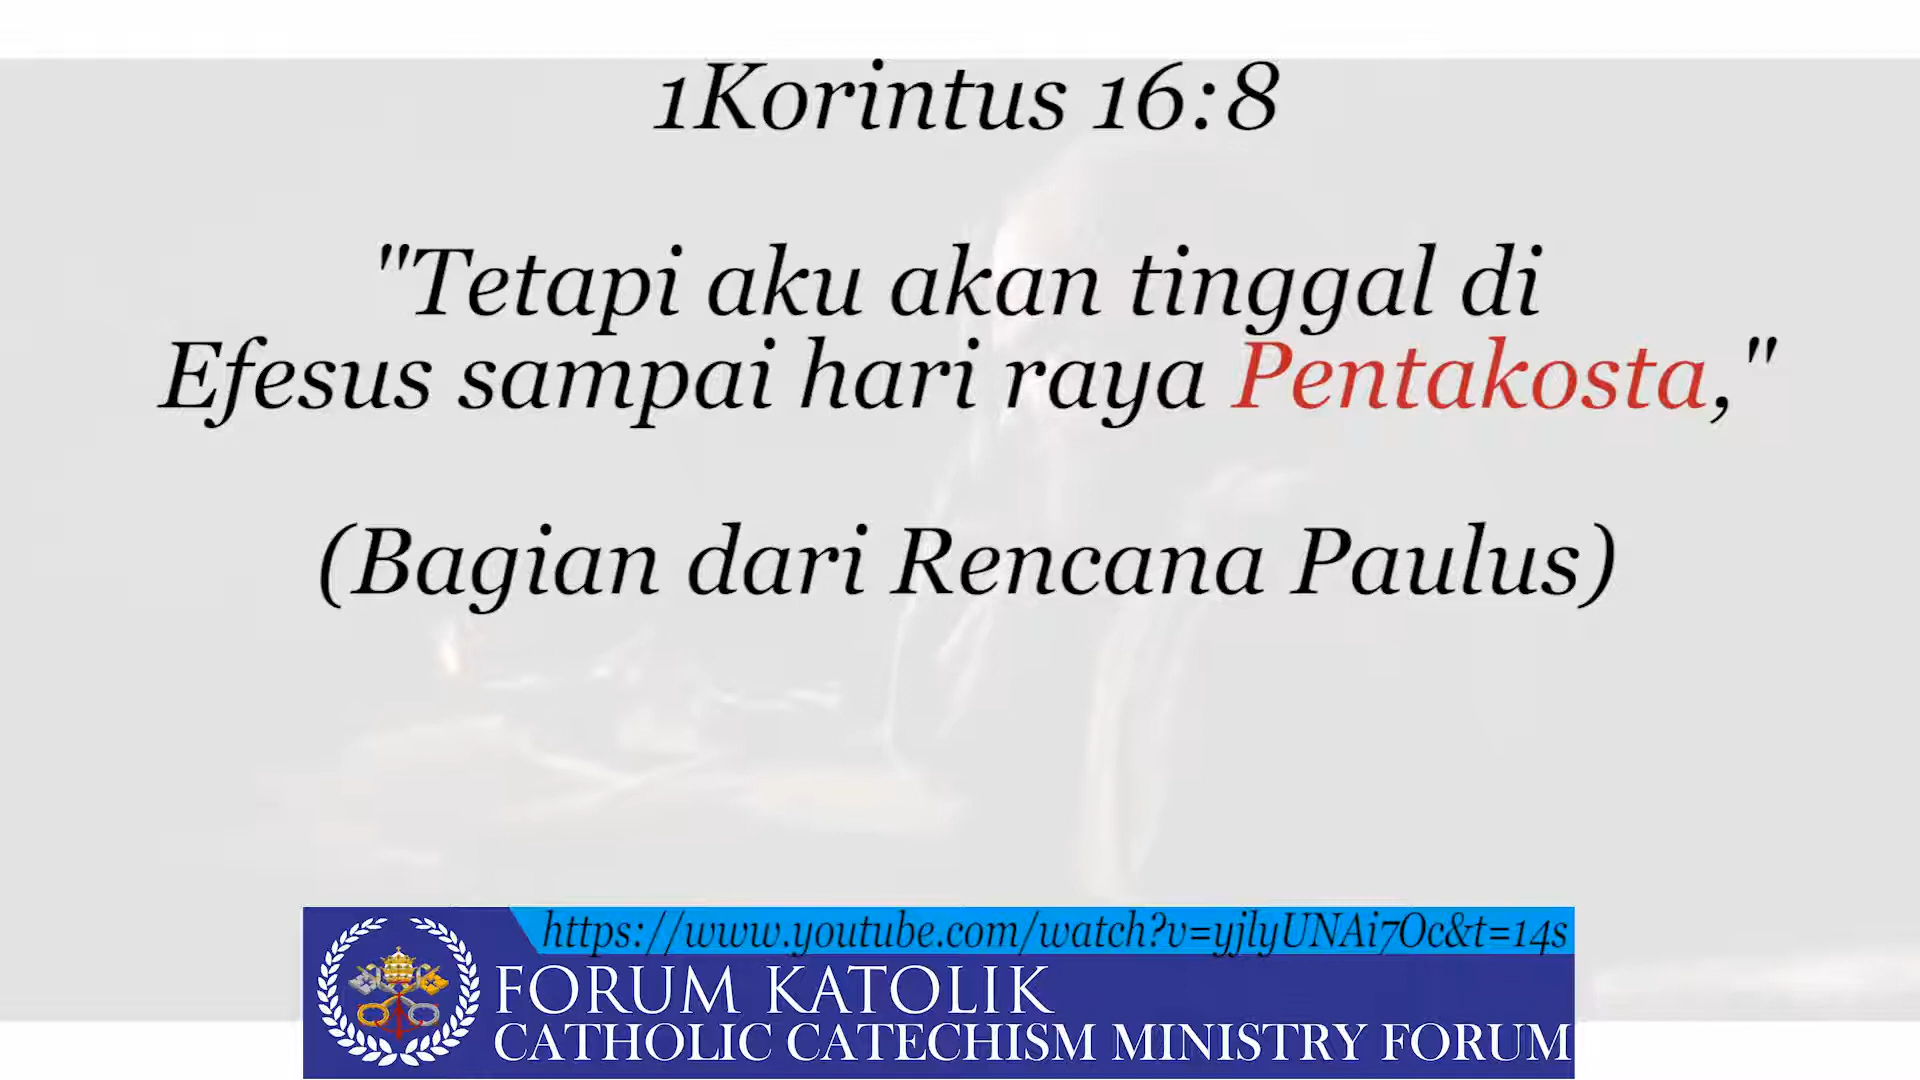 1Korintus 16:8
"Tetapi aku akan tinggal di
Efesus sampai hari raya Pentakosta,"
(Bagian dari Rencana Paulus)
https://www.youtube.com/watch?v=yjlyUNAi7Oc&t=14s
FORUM KATOLIK
CATHOLIC CATECHISM MINISTRY FORUM